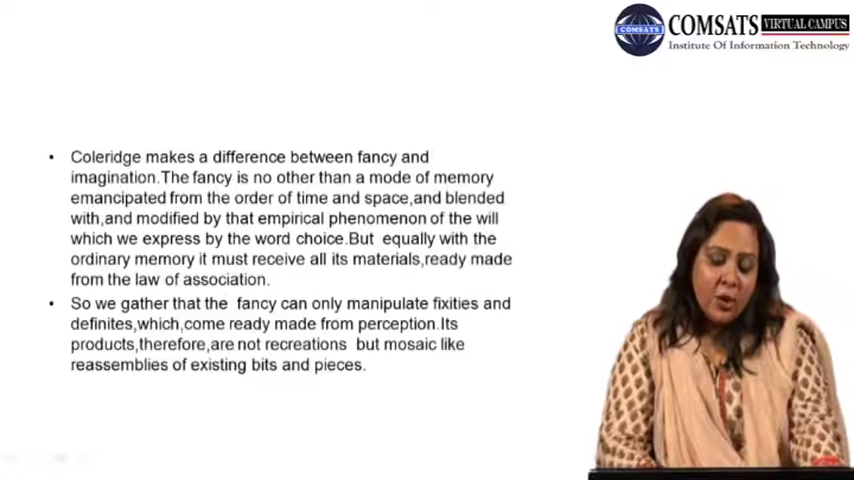 COMSATS
COMSATS VIRTUAL CAMPUS
Institute Of Information Technology
• Coleridge makes a difference between fancy and
imagination.The fancy is no other than a mode of memory
emancipated from the order of time and space,and blended
with,and modified by that empirical phenomenon of the will
which we express by the word choice.But equally with the
ordinary memory it must receive all its materials,ready made
from the law of association.
• So we gather that the fancy can only manipulate fixities and
definites,which,come ready made from perception.Its
products,therefore,are not recreations but mosaic like
reassemblies of existing bits and pieces.